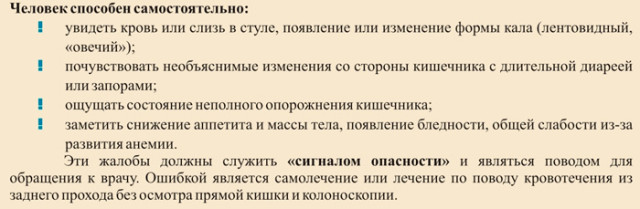 Человек способен самостоятельно:
увидеть кровь или слизь в стуле, появление или изменение формы кала (лентовидный,
«овечий»);
почувствовать необъяснимые изменения со стороны кишечника с длительной диареей
или запорами;
ощущать состояние неполного опорожнения кишечника;
заметить снижение аппетита и массы тела, появление бледности, общей слабости из-за
развития анемии.
Эти жалобы должны служить «сигналом опасности» и являться поводом для
обращения к врачу. Ошибкой является самолечение или лечение по поводу кровотечения из
заднего прохода без осмотра прямой кишки и колоноскопии.